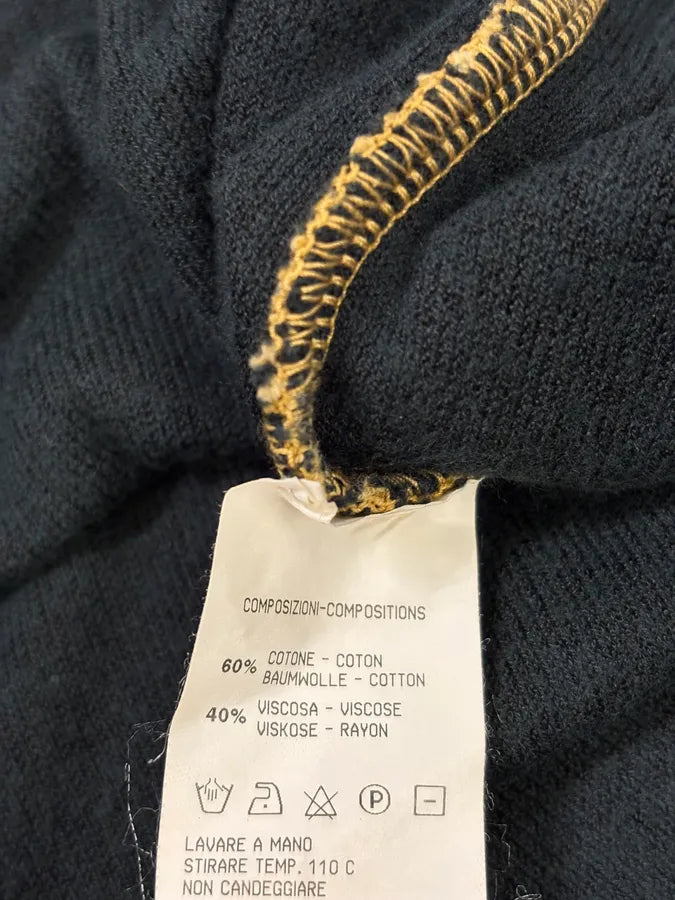 COMPOSIZIONI-COMPOSITIONS
60% COTONE - COTON
BAUMWOLLE - COTTON
40% VISCOSA - VISCOSE
VISKOSE - RAYON
P
LAVARE A MANO
STIRARE TEMP. 110 C
NON CANDEGGIARE